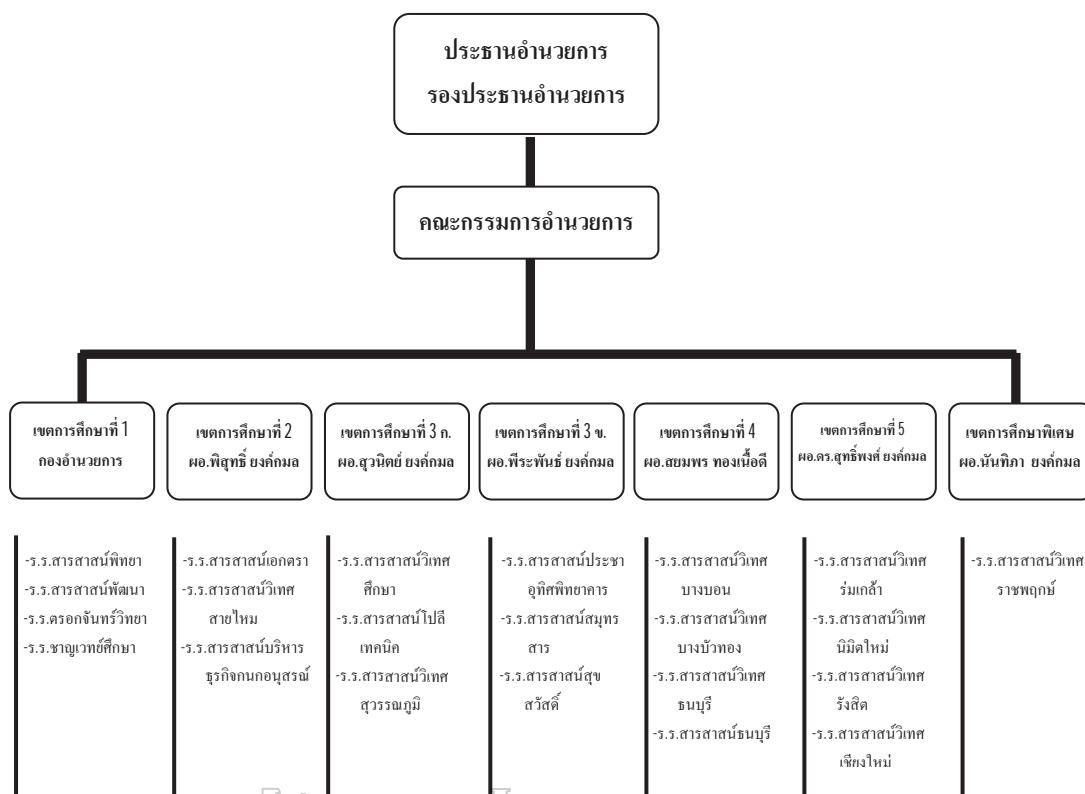 ประธานอำนวยการ
รองประธานอำนวยการ
คณะกรรมการอำนวยการ
เขตการศึกษาที่ 1
กองอำนวยการ
เขตการศึกษาที่ 2
ผอ.พิสุทธิ์ ยงค์กมล
เขตการศึกษาที่ 3 ก.
ผอ.สุวนิตย์ ยงค์กมล
เขตการศึกษาที่ 3 ข.
ผอ.พีระพันธ์ ยงค์กมล
เขตการศึกษาที่ 4
ผอ.สยมพร ทองเนื้อดี
เขตการศึกษาที่ 5
ผอ.ดร.สุทธิ์พงศ์ ยงค์กมล
เขตการศึกษาพิเศษ
ผอ.นันทิภา ยงค์กมล
-ร.ร.สารสาสน์พิทยา
-ร.ร.สารสาสน์พัฒนา
-ร.ร.ตรอกจันทร์วิทยา
-ร.ร.ชาญเวทย์ศึกษา
-ร.ร.สารสาสน์เอกตรา
-ร.ร.สารสาสน์วิเทศ
สายไหม
-ร.ร.สารสาสน์บริหาร
ธุรกิจกนกอนุสรณ์
-ร.ร.สารสาสน์วิเทศ
ศึกษา
-ร.ร.สารสาสน์โปลี
เทคนิค
-ร.ร.สารสาสน์วิเทศ
สุวรรณภูมิ
-ร.ร.สารสาสน์ประชา
อุทิศพิทยาคาร
-ร.ร.สารสาสน์สมุทร
สาร
-ร.ร.สารสาสน์สุข
สวัสดิ์
-ร.ร.สารสาสน์วิเทศ
บางบอน
-ร.ร.สารสาสน์วิเทศ
บางบัวทอง
-ร.ร.สารสาสน์วิเทศ
ธนบุรี
-ร.ร.สารสาสน์ธนบุรี
-ร.ร.สารสาสน์วิเทศ
ร่มเกล้า
-ร.ร.สารสาสน์วิเทศ
นิมิตใหม่
-ร.ร.สารสาสน์วิเทศ
รังสิต
-ร.ร.สารสาสน์วิเทศ
เชียงใหม่
-ร.ร.สารสาสน์วิเทศ
ราชพฤกษ์